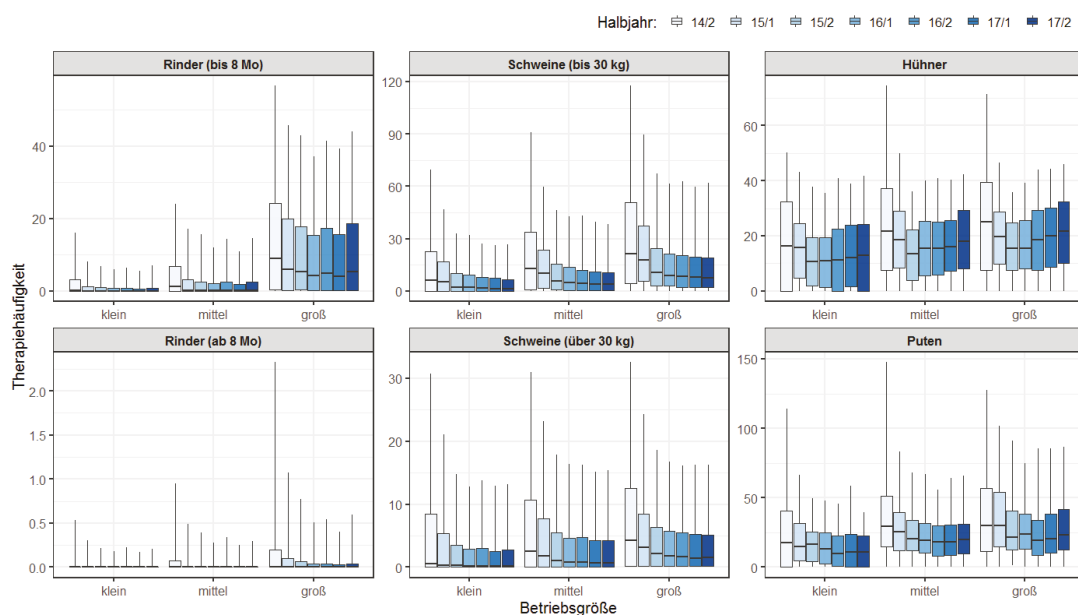 Halbjahr: 14/2 15/1 15/2 16/1 16/2 17/1 17/2
Therapiehäufigkeit
Rinder (bis 8 Mo)
40
20
0
klein mittel groß
Schweine (bis 30 kg)
120
90
60
30
0
klein mittel groß
Hühner
60
40
20
0
klein mittel groß
Rinder (ab 8 Mo)
2.0
1.5
1.0
0.5
0.0
klein mittel groß
Schweine (über 30 kg)
30
20
10
0
klein mittel groß
Puten
150
100
50
0
klein mittel groß
Betriebsgröße